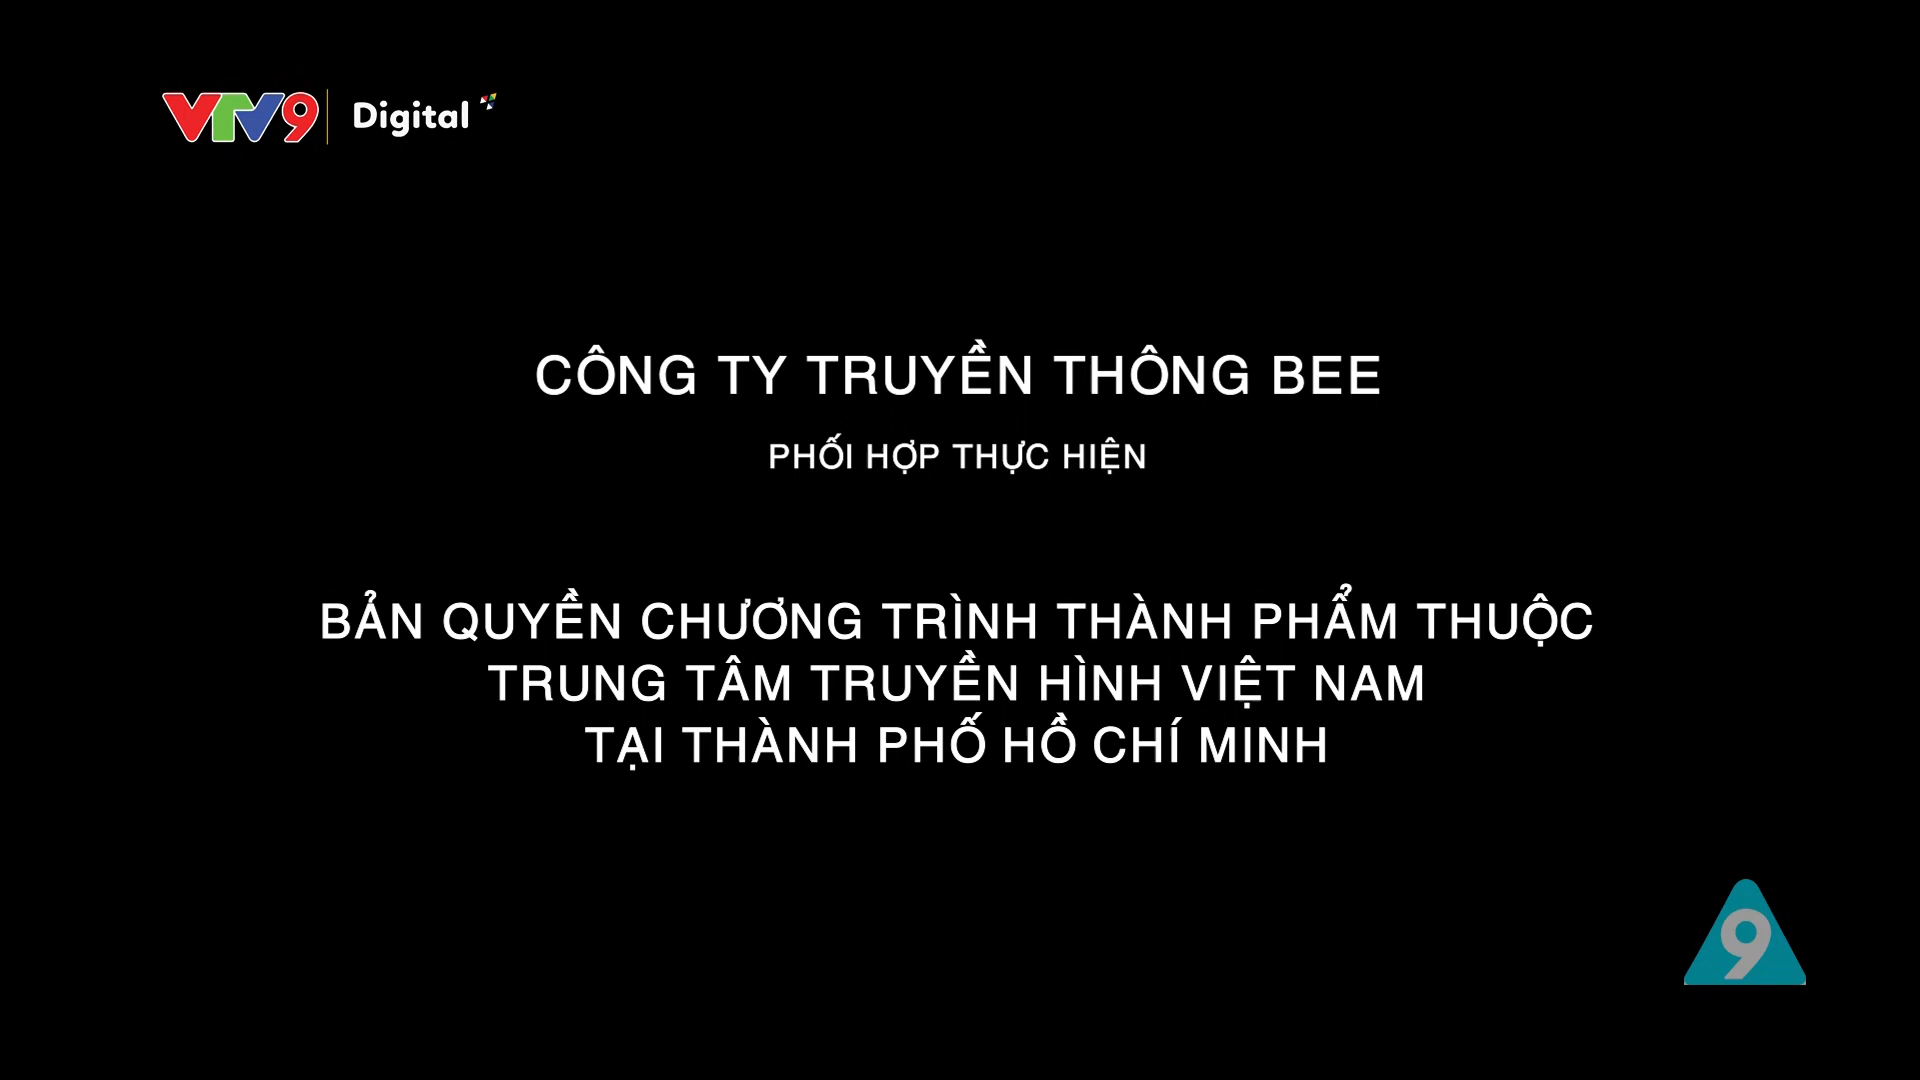 VTV9 Digital
CÔNG TY TRUYỀN THÔNG BEE
PHỐI HỢP THỰC HIỆN
BẢN QUYỀN CHƯƠNG TRÌNH THÀNH PHẨM THUỘC
TRUNG TÂM TRUYỀN HÌNH VIỆT NAM
TẠI THÀNH PHỐ HỒ CHÍ MINH
9